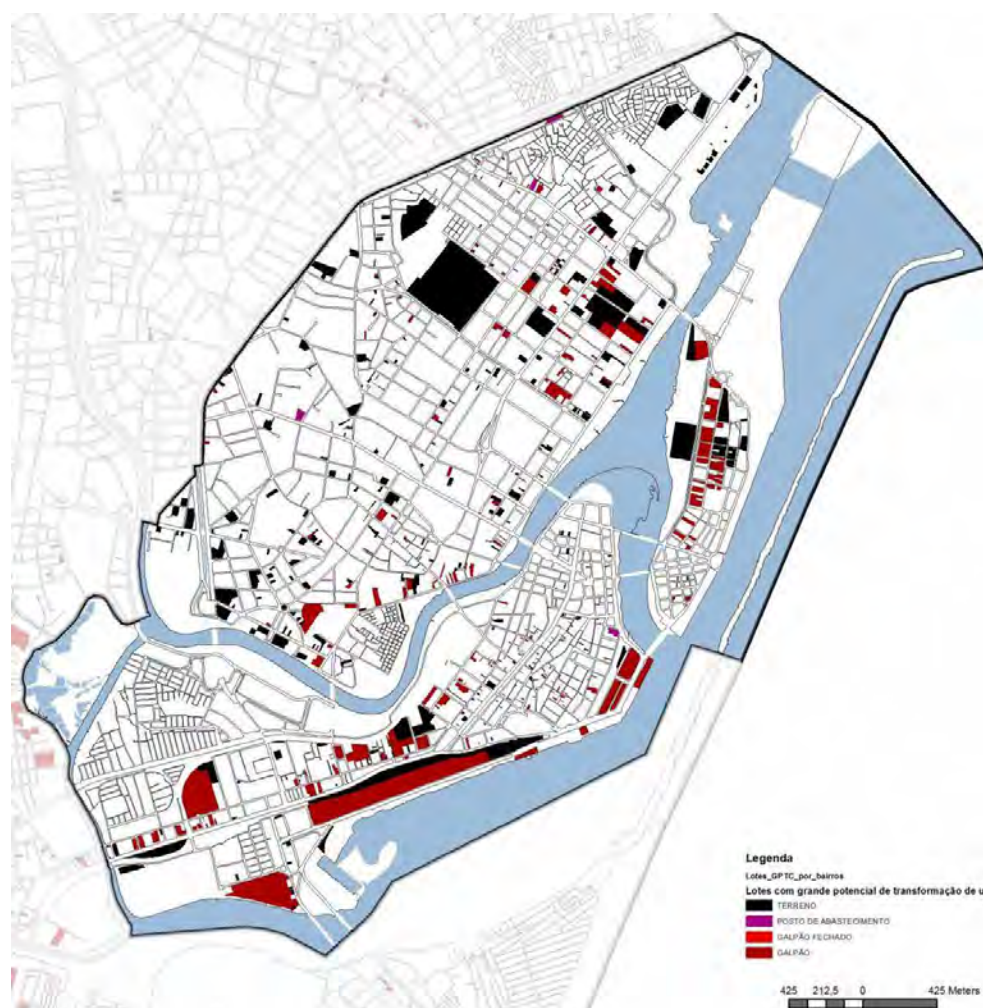 Legenda
Lotes_GPTC_por_bairros
Lotes com grande potencial de transformação de u
TERRENO
POSTO DE ABASTECIMENTO
GALPÃO FECHADO
GALPÃO
425 212,5 0 425 Meters